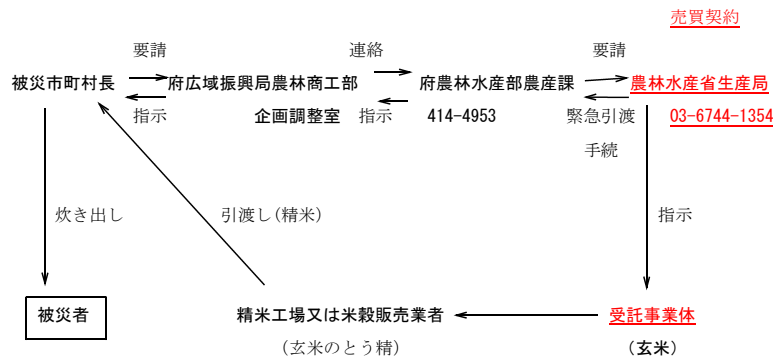 売買契約
要請 連絡 要請
被災市町村長 府広域振興局農林商工部 府農林水産部農産課 農林水産省生産局
指示 企画調整室 指示 414-4953 緊急引渡 03-6744-1354
手続
炊き出し 引渡し(精米) 指示
被災者 精米工場又は米穀販売業者 受託事業体
(玄米のとう精) (玄米)